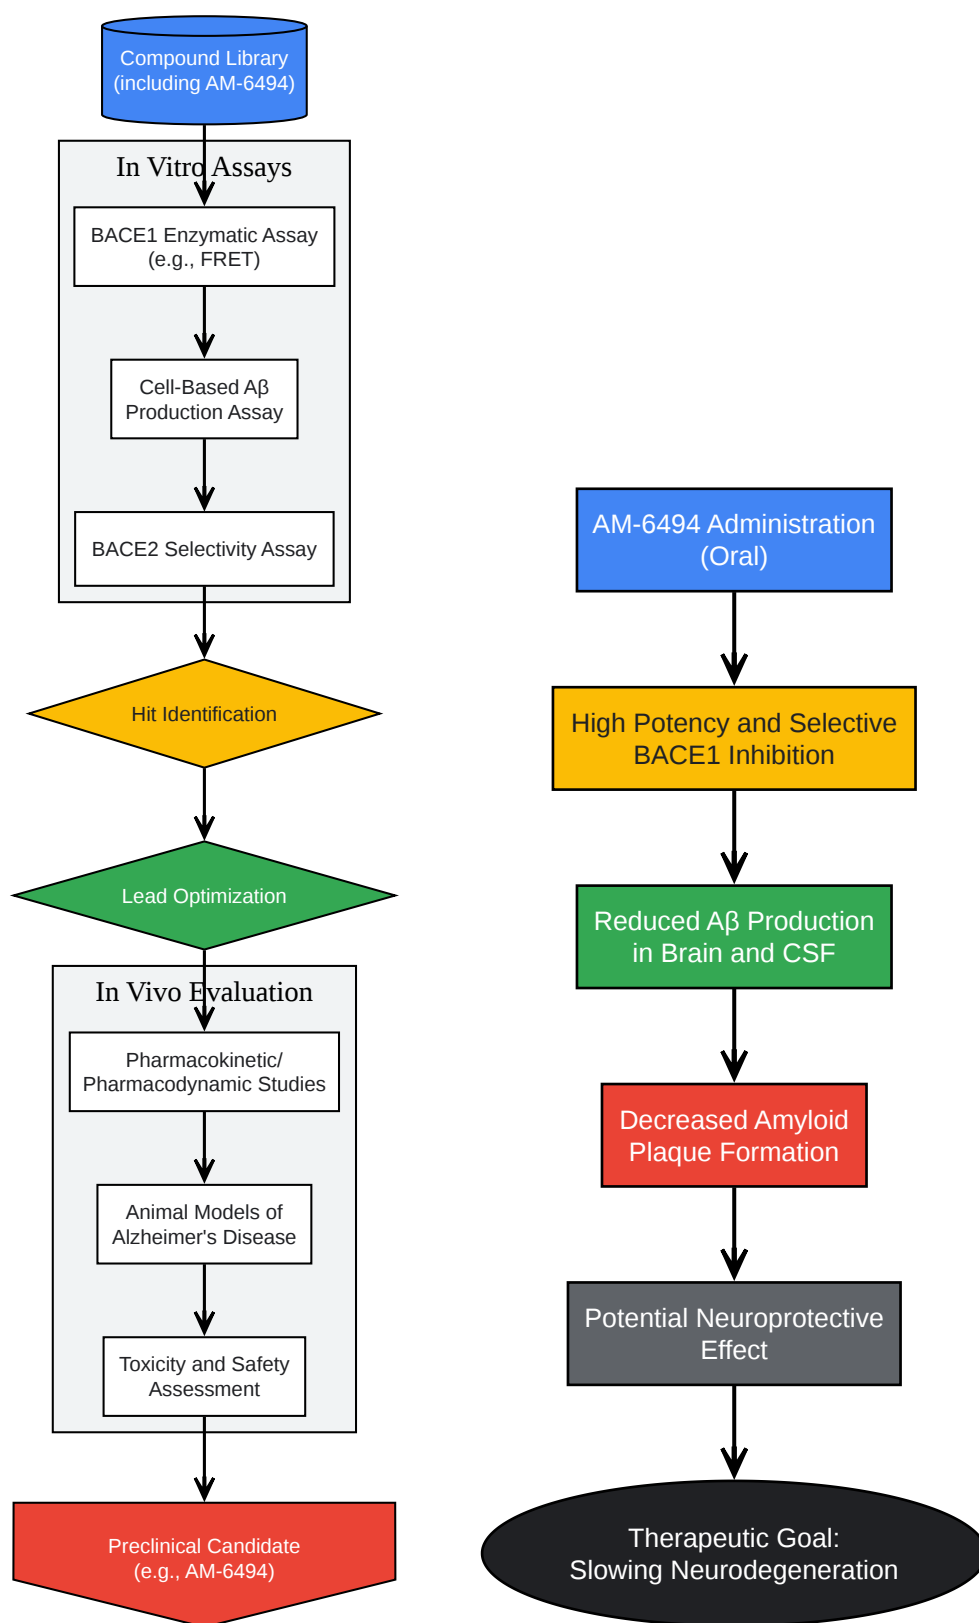 Compound Library
(including AM-6494)
In Vitro Assays
BACE1 Enzymatic Assay
(e.g., FRET)
Cell-Based Aβ
Production Assay
BACE2 Selectivity Assay
Hit Identification
Lead Optimization
In Vivo Evaluation
Pharmacokinetic/
Pharmacodynamic Studies
Animal Models of
Alzheimer's Disease
Toxicity and Safety
Assessment
Preclinical Candidate
(e.g., AM-6494)
AM-6494 Administration
(Oral)
High Potency and Selective
BACE1 Inhibition
Reduced Aβ Production
in Brain and CSF
Decreased Amyloid
Plaque Formation
Potential Neuroprotective
Effect
Therapeutic Goal:
Slowing Neurodegeneration